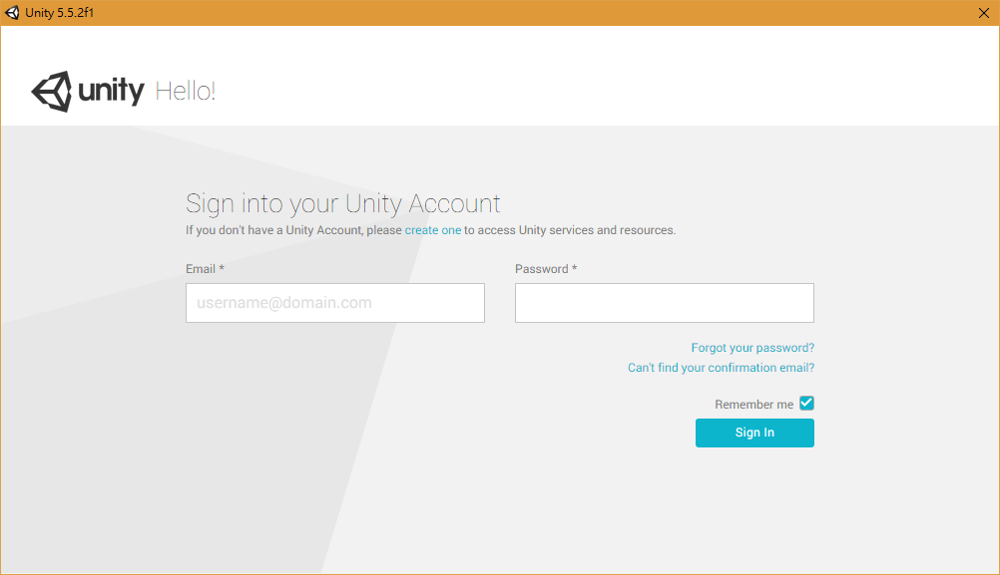 Unity 5.5.2f1
unity Hello!
Sign into your Unity Account
If you don't have a Unity Account, please create one to access Unity services and resources.
Email * Password *
username@domain.com
Forgot your password?
Can't find your confirmation email?
Remember me
Sign In